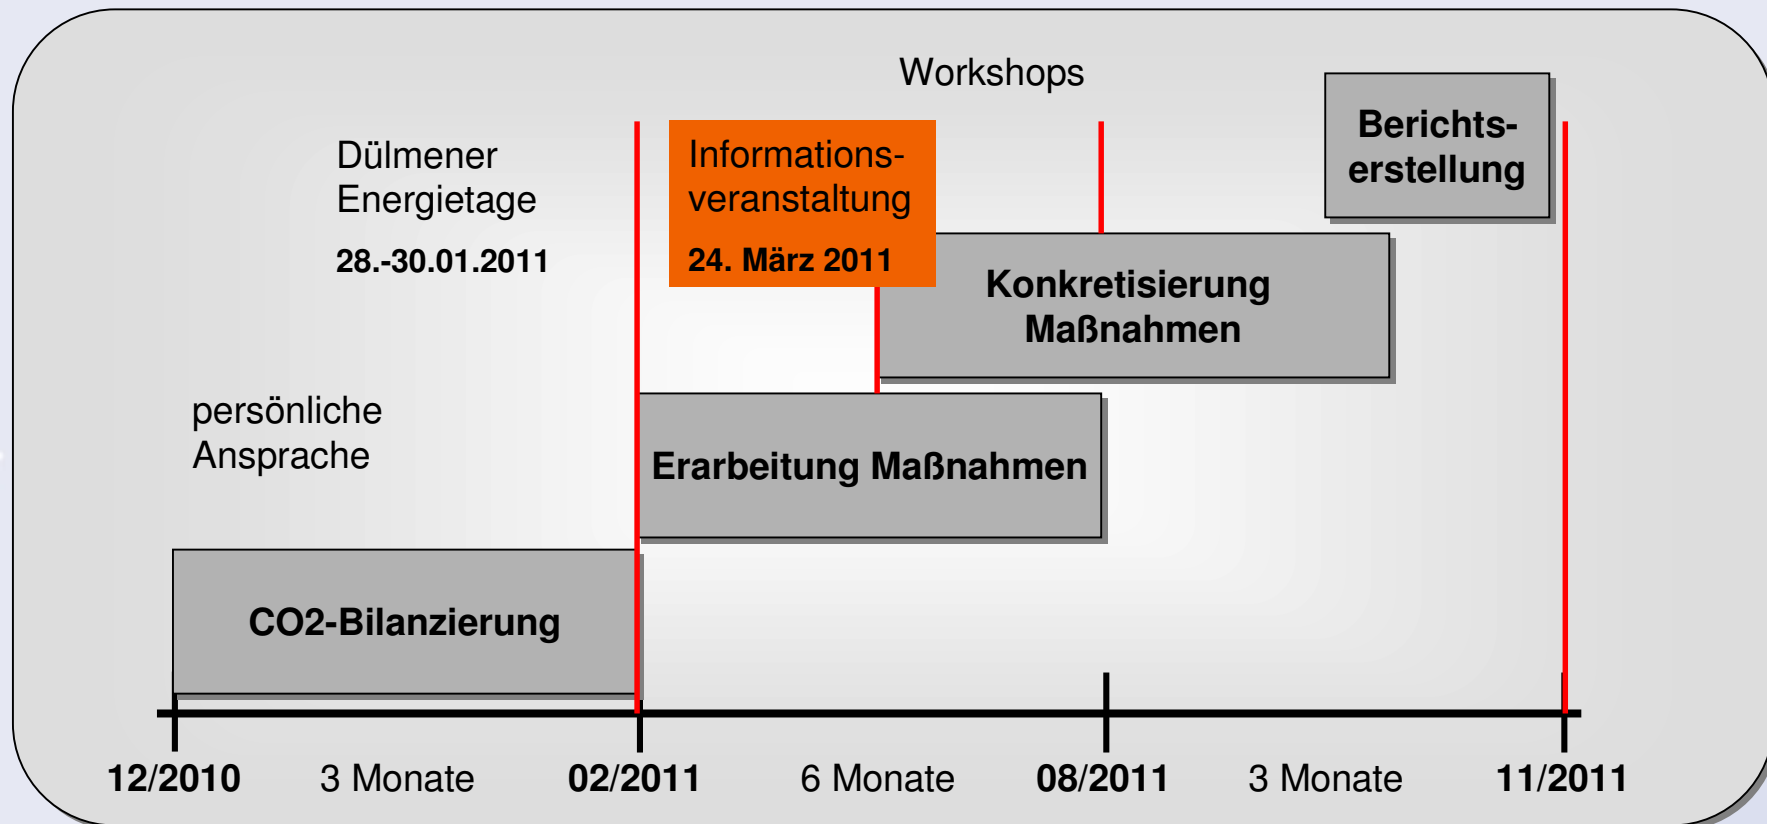 Workshops
Berichts-
erstellung
Dülmener
Energietage
28.-30.01.2011
Informations-
veranstaltung
24. März 2011
Konkretisierung
Maßnahmen
persönliche
Ansprache
Erarbeitung Maßnahmen
CO2-Bilanzierung
12/2010 3 Monate 02/2011 6 Monate 08/2011 3 Monate 11/2011